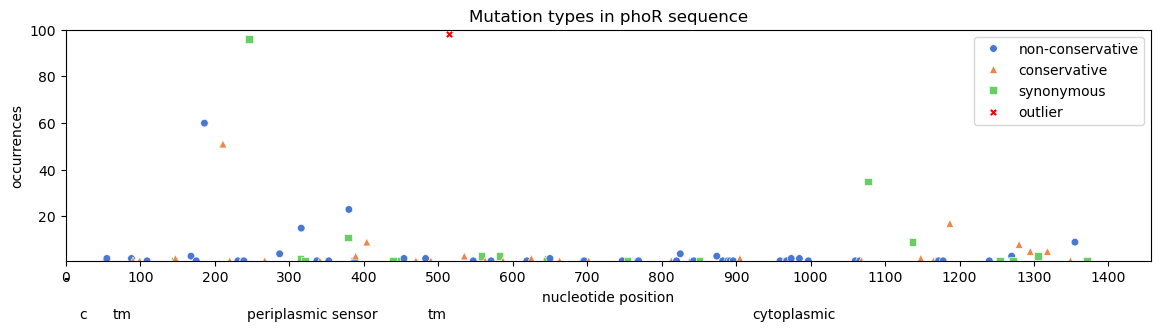 Mutation types in phoR sequence
100
80
60
40
20
occurrences
non-conservative
conservative
synonymous
outlier
0 100 200 300 400 500 600 700 800 900 1000 1100 1200 1300 1400
nucleotide position
c tm periplasmic sensor tm cytoplasmic